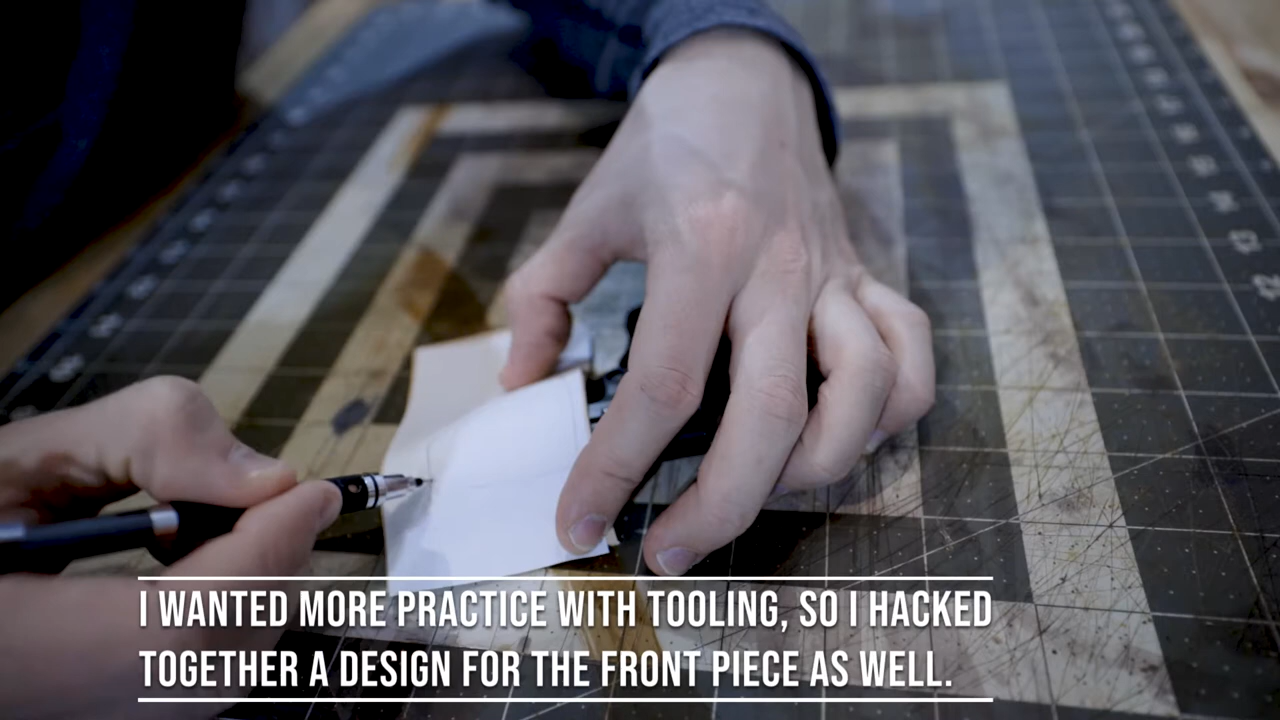 I WANTED MORE PRACTICE WITH TOOLING, SO I HACKED
TOGETHER A DESIGN FOR THE FRONT PIECE AS WELL.